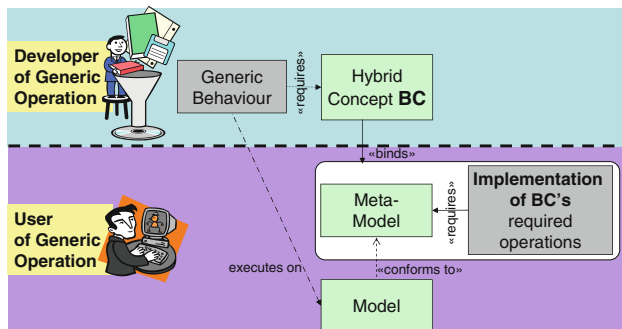 Developer
of Generic
Operation
Generic
Behaviour
«requires»
Hybrid
Concept BC
«binds»
User
of Generic
Operation
Meta-
Model
«requires»
Implementation
of BC's
required
operations
executes on
«conforms to»
Model